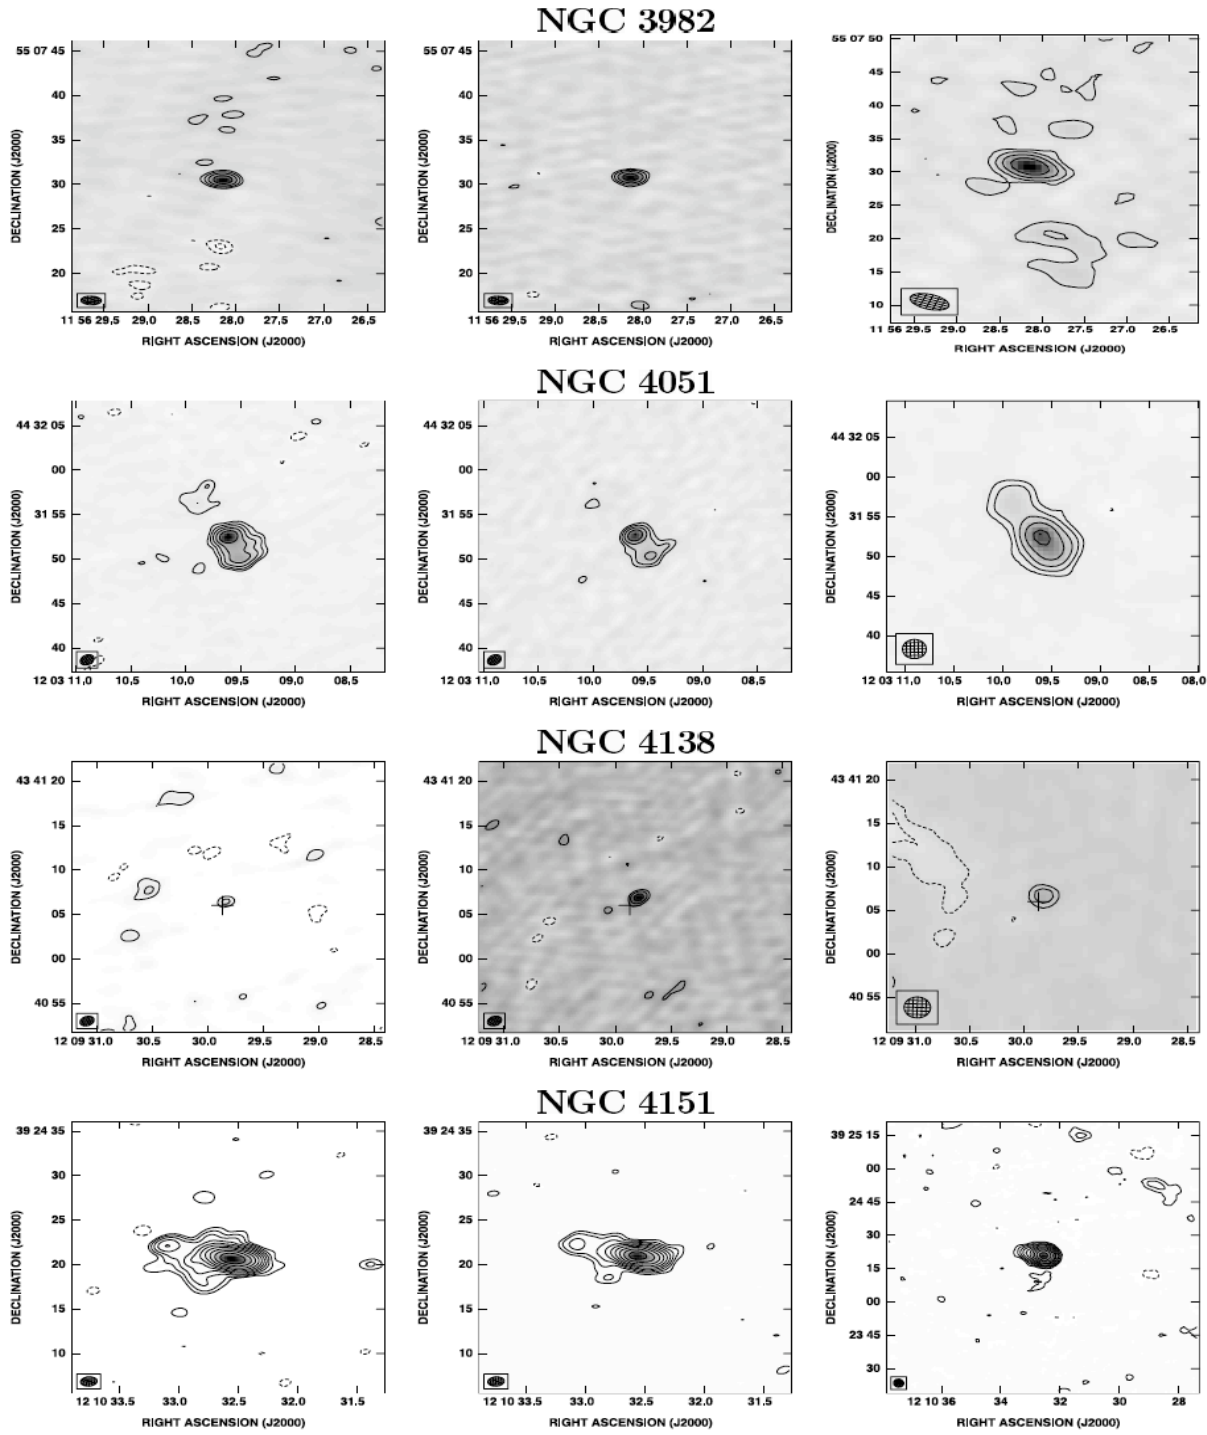 NGC 3982
55 07 45
40
35
30
25
20
DECLINATION (J2000)
11 56 29.5 29.0 28.5 28.0 27.5 27.0 26.5
RIGHT ASCENSION (J2000)
55 07 45
40
35
30
25
20
DECLINATION (J2000)
11 56 29.5 29.0 28.5 28.0 27.5 27.0 26.5
RIGHT ASCENSION (J2000)
55 07 50
45
40
35
30
25
20
15
10
DECLINATION (J2000)
11 56 29.5 29.0 28.5 28.0 27.5 27.0 26.5
RIGHT ASCENSION (J2000)
NGC 4051
44 32 05
00
31 55
50
45
40
DECLINATION (J2000)
12 03 11.0 10.5 10.0 09.5 09.0 08.5
RIGHT ASCENSION (J2000)
44 32 05
00
31 55
50
45
40
DECLINATION (J2000)
12 03 11.0 10.5 10.0 09.5 09.0 08.5
RIGHT ASCENSION (J2000)
44 32 05
00
31 55
50
45
40
DECLINATION (J2000)
12 03 11.0 10.5 10.0 09.5 09.0 08.5 08.0
RIGHT ASCENSION (J2000)
NGC 4138
43 41 20
15
10
05
00
40 55
DECLINATION (J2000)
12 09 31.0 30.5 30.0 29.5 29.0 28.5
RIGHT ASCENSION (J2000)
43 41 20
15
10
05
00
40 55
DECLINATION (J2000)
12 09 31.0 30.5 30.0 29.5 29.0 28.5
RIGHT ASCENSION (J2000)
43 41 20
15
10
05
00
40 55
DECLINATION (J2000)
12 09 31.0 30.5 30.0 29.5 29.0 28.5
RIGHT ASCENSION (J2000)
NGC 4151
39 24 35
30
25
20
15
10
DECLINATION (J2000)
12 10 33.5 33.0 32.5 32.0 31.5
RIGHT ASCENSION (J2000)
39 24 35
30
25
20
15
10
DECLINATION (J2000)
12 10 33.5 33.0 32.5 32.0 31.5
RIGHT ASCENSION (J2000)
39 25 15
00
24 45
30
15
00
23 45
30
DECLINATION (J2000)
12 10 36 34 32 30 28
RIGHT ASCENSION (J2000)